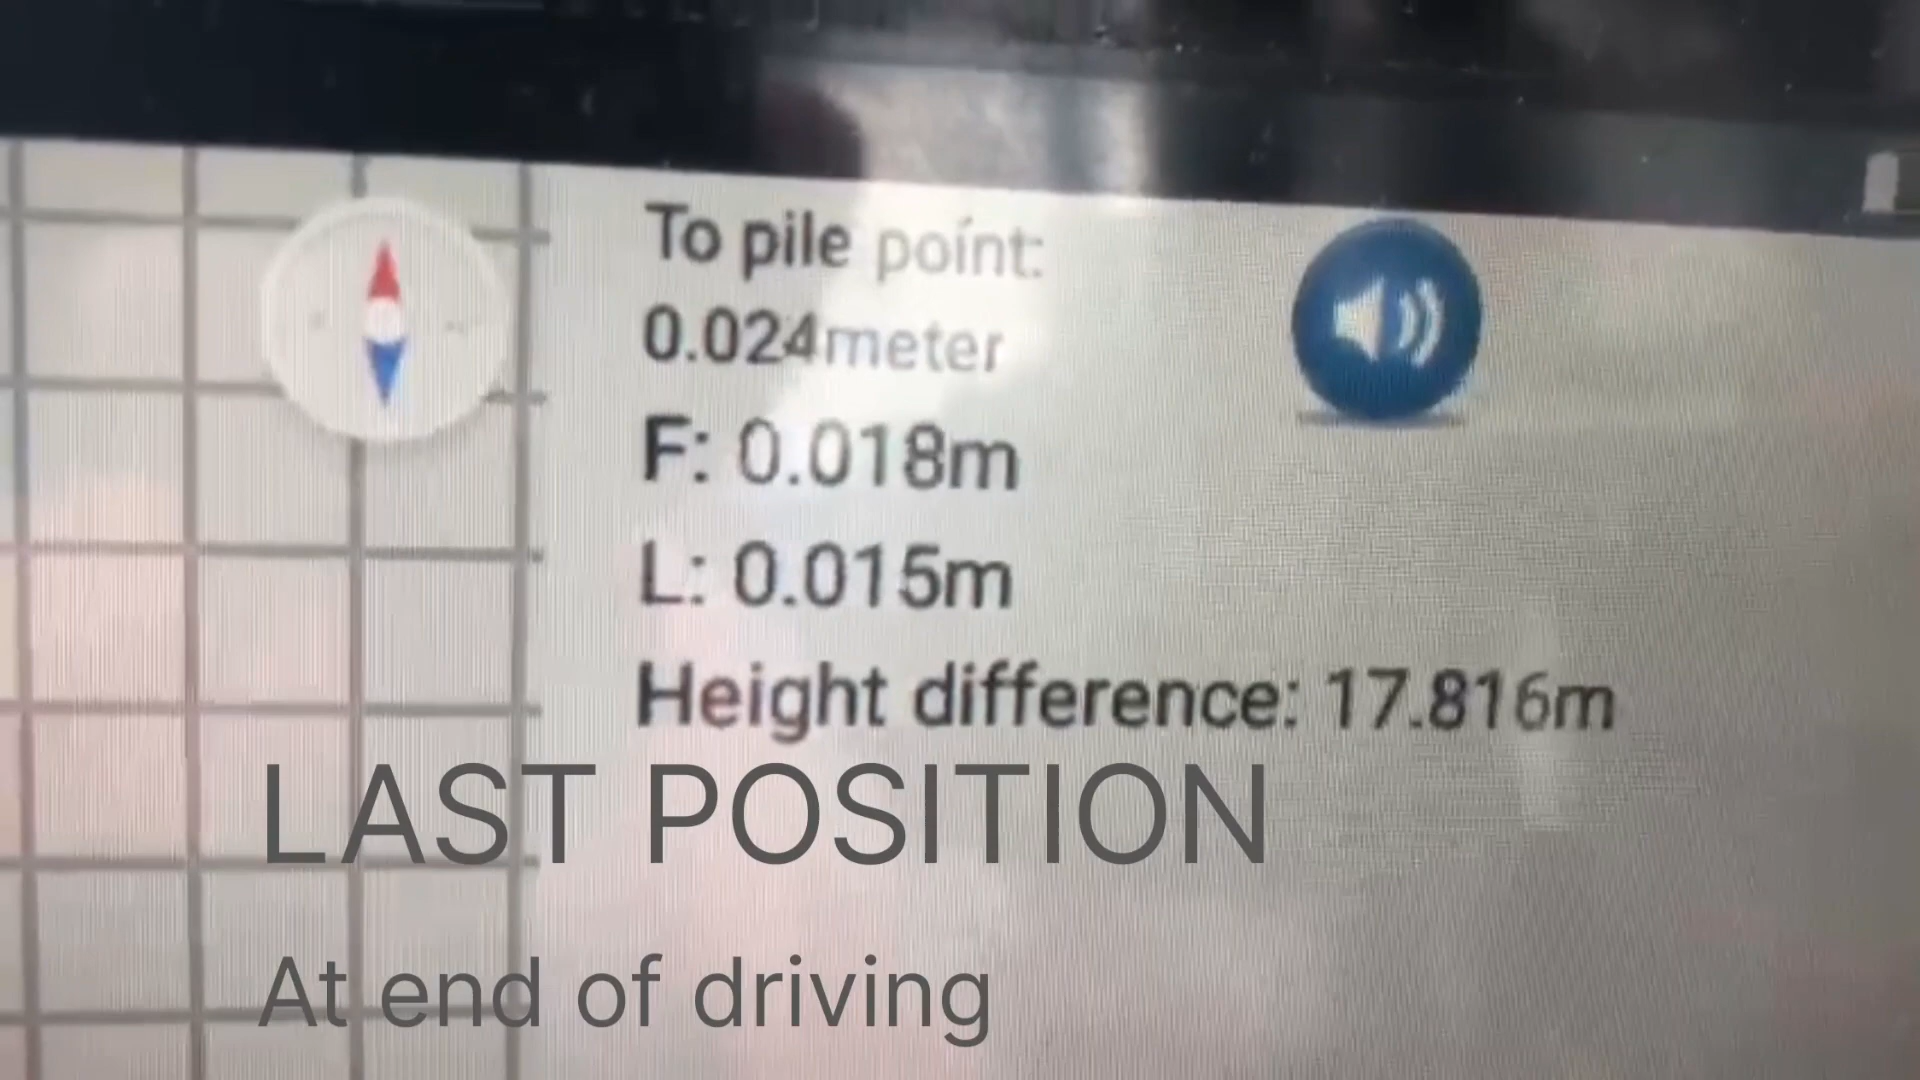 To pile point:
0.024meter
F: 0.018m
L: 0.015m
Height difference: 17.816m
LAST POSITION
At end of driving